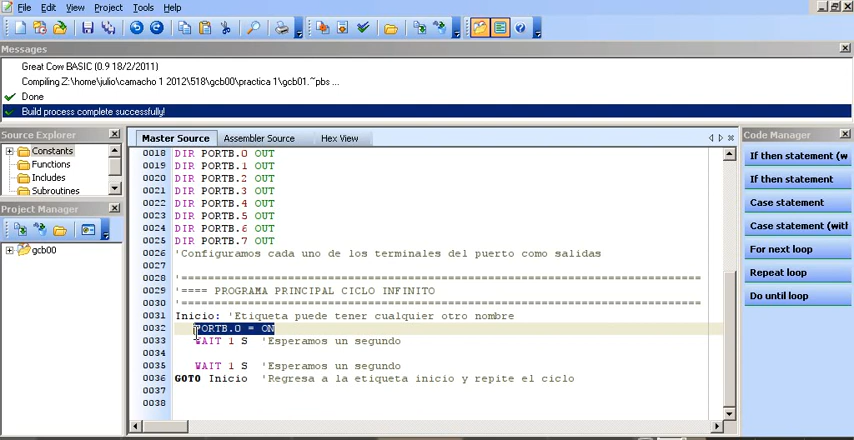 File Edit View Project Tools Help
Messages
Great Cow BASIC (0.9 18/2/2011)
Compiling Z:\home\julio\camacho 1 2012\518\gcb00\practica 1\gcb01.~pbs ...
Done
Build process complete successfully!
Source Explorer
Constants
Functions
Includes
Subroutines
Project Manager
gcb00
Master Source Assembler Source Hex View
0018 DIR PORTB.0 OUT
0019 DIR PORTB.1 OUT
0020 DIR PORTB.2 OUT
0021 DIR PORTB.3 OUT
0022 DIR PORTB.4 OUT
0023 DIR PORTB.5 OUT
0024 DIR PORTB.6 OUT
0025 DIR PORTB.7 OUT
0026 'Configuramos cada uno de los terminales del puerto como salidas
0027
0028 '===============================================================
0029 '==== PROGRAMA PRINCIPAL CICLO INFINITO
0030 '===============================================================
0031 Inicio: 'Etiqueta puede tener cualquier otro nombre
0032 PORTB.0 = ON
0033 WAIT 1 S 'Esperamos un segundo
0034
0035 WAIT 1 S 'Esperamos un segundo
0036 GOTO Inicio 'Regresa a la etiqueta inicio y repite el ciclo
0037
0038
Code Manager
If then statement (w
If then statement
Case statement
Case statement (with
For next loop
Repeat loop
Do until loop